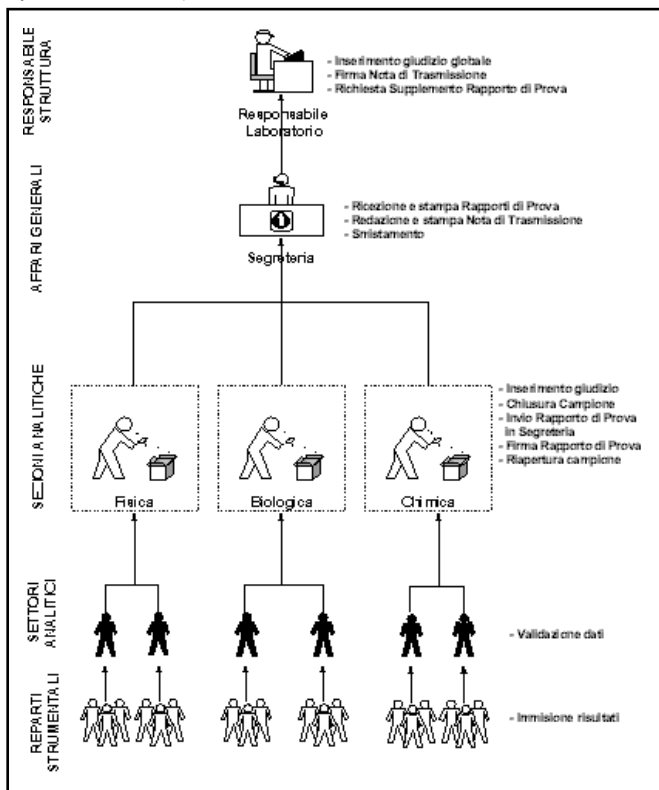 RESPONSABILE
STRUTTURA
- Inserimento giudizio globale
- Firma Nota di Trasmissione
- Richiesta Supplemento Rapporto di Prova
Responsabile
Laboratorio
AFFARI GENERALI
- Ricezione e stampa Rapporti di Prova
- Redazione e stampa Nota di Trasmissione
- Smistamento
Segreteria
SEZIONI ANALITICHE
- Inserimento giudizio
- Chiusura Campione
- Invio Rapporto di Prova
in Segreteria
- Firma Rapporto di Prova
- Riapertura campione
Fisica
Biologica
Chimica
SETTORI
ANALITICI
- Validazione dati
REPARTI
STRUMENTALI
- Immisione risultati